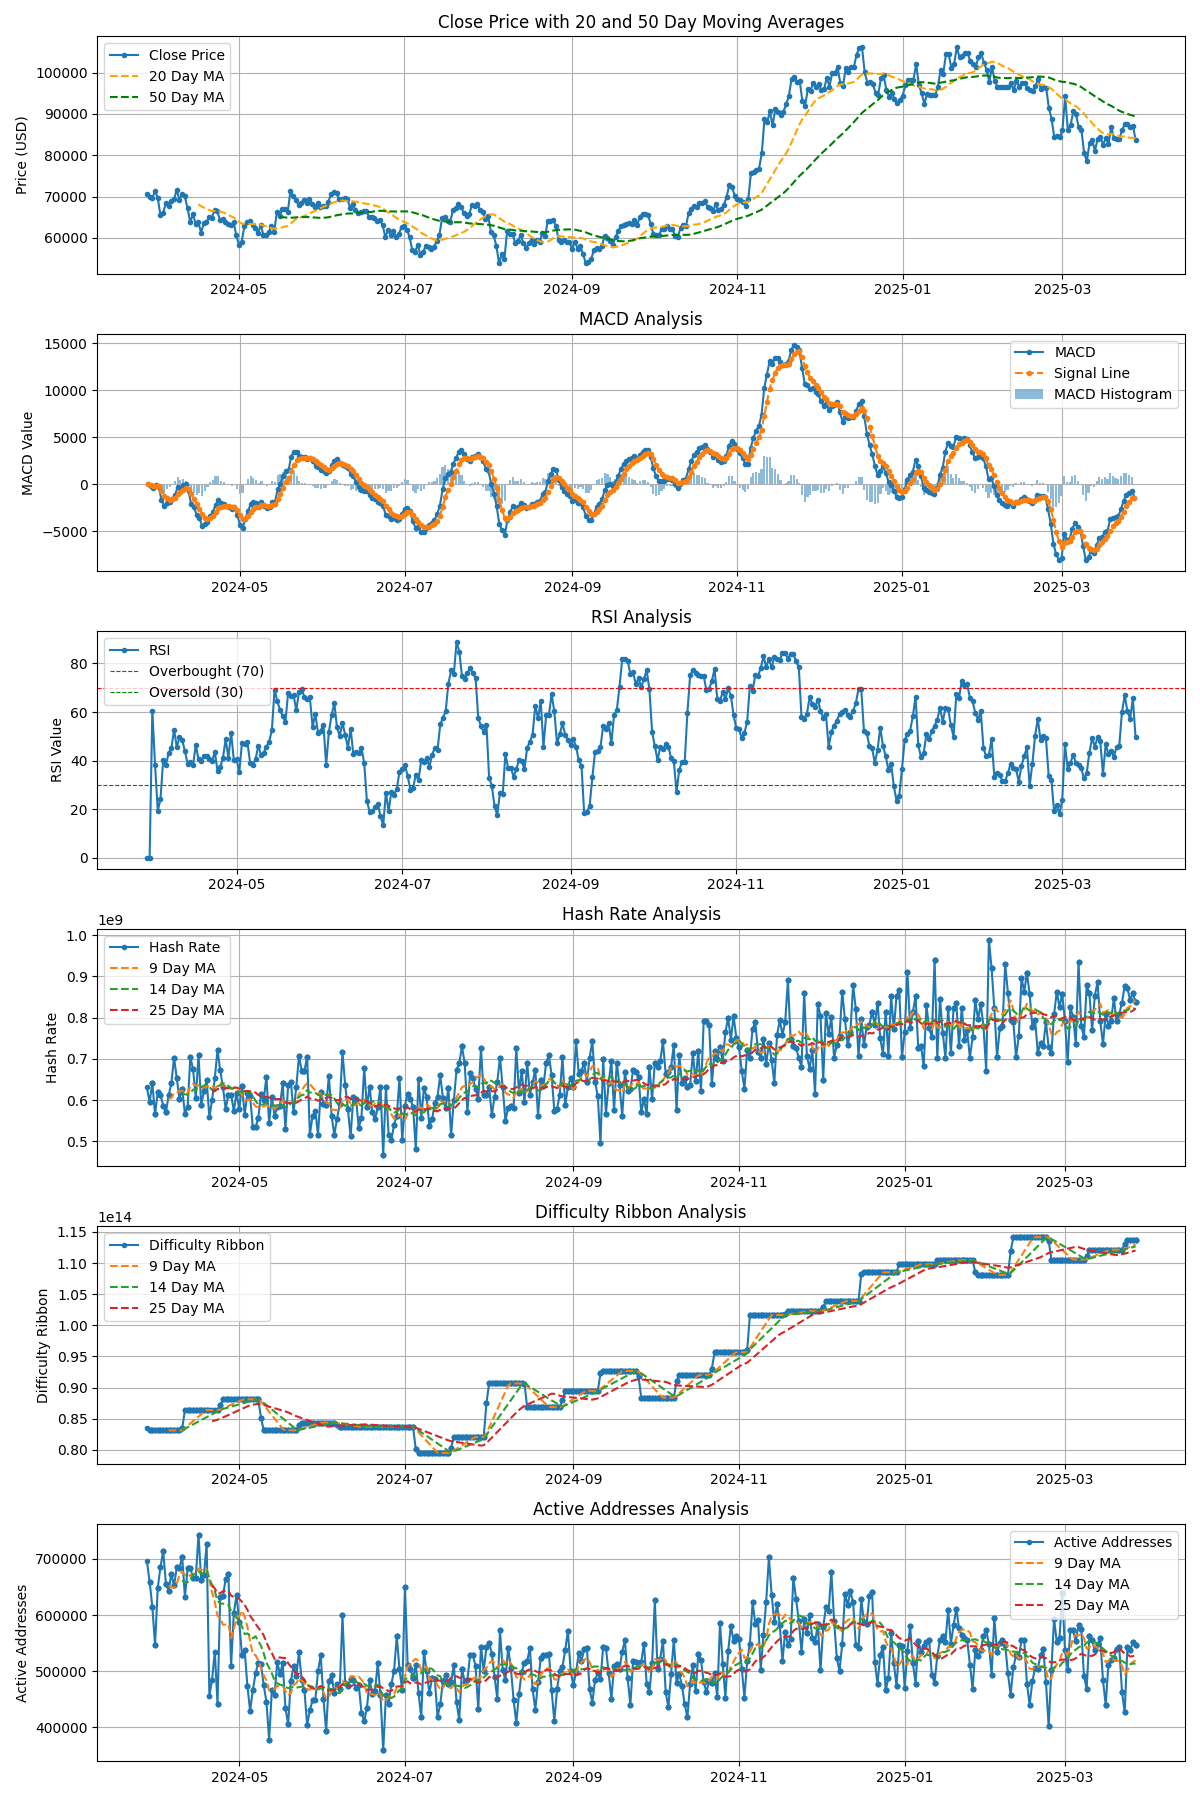 Close Price with 20 and 50 Day Moving Averages
Close Price
20 Day MA
50 Day MA
Price (USD)
100000
90000
80000
70000
60000
2024-05 2024-07 2024-09 2024-11 2025-01 2025-03
MACD Analysis
MACD
Signal Line
MACD Histogram
MACD Value
15000
10000
5000
0
−5000
2024-05 2024-07 2024-09 2024-11 2025-01 2025-03
RSI Analysis
RSI
Overbought (70)
Oversold (30)
RSI Value
80
60
40
20
0
2024-05 2024-07 2024-09 2024-11 2025-01 2025-03
Hash Rate Analysis
1e9
Hash Rate
9 Day MA
14 Day MA
25 Day MA
Hash Rate
1.0
0.9
0.8
0.7
0.6
0.5
2024-05 2024-07 2024-09 2024-11 2025-01 2025-03
Difficulty Ribbon Analysis
1e14
Difficulty Ribbon
9 Day MA
14 Day MA
25 Day MA
Difficulty Ribbon
1.15
1.10
1.05
1.00
0.95
0.90
0.85
0.80
2024-05 2024-07 2024-09 2024-11 2025-01 2025-03
Active Addresses Analysis
Active Addresses
9 Day MA
14 Day MA
25 Day MA
Active Addresses
700000
600000
500000
400000
2024-05 2024-07 2024-09 2024-11 2025-01 2025-03